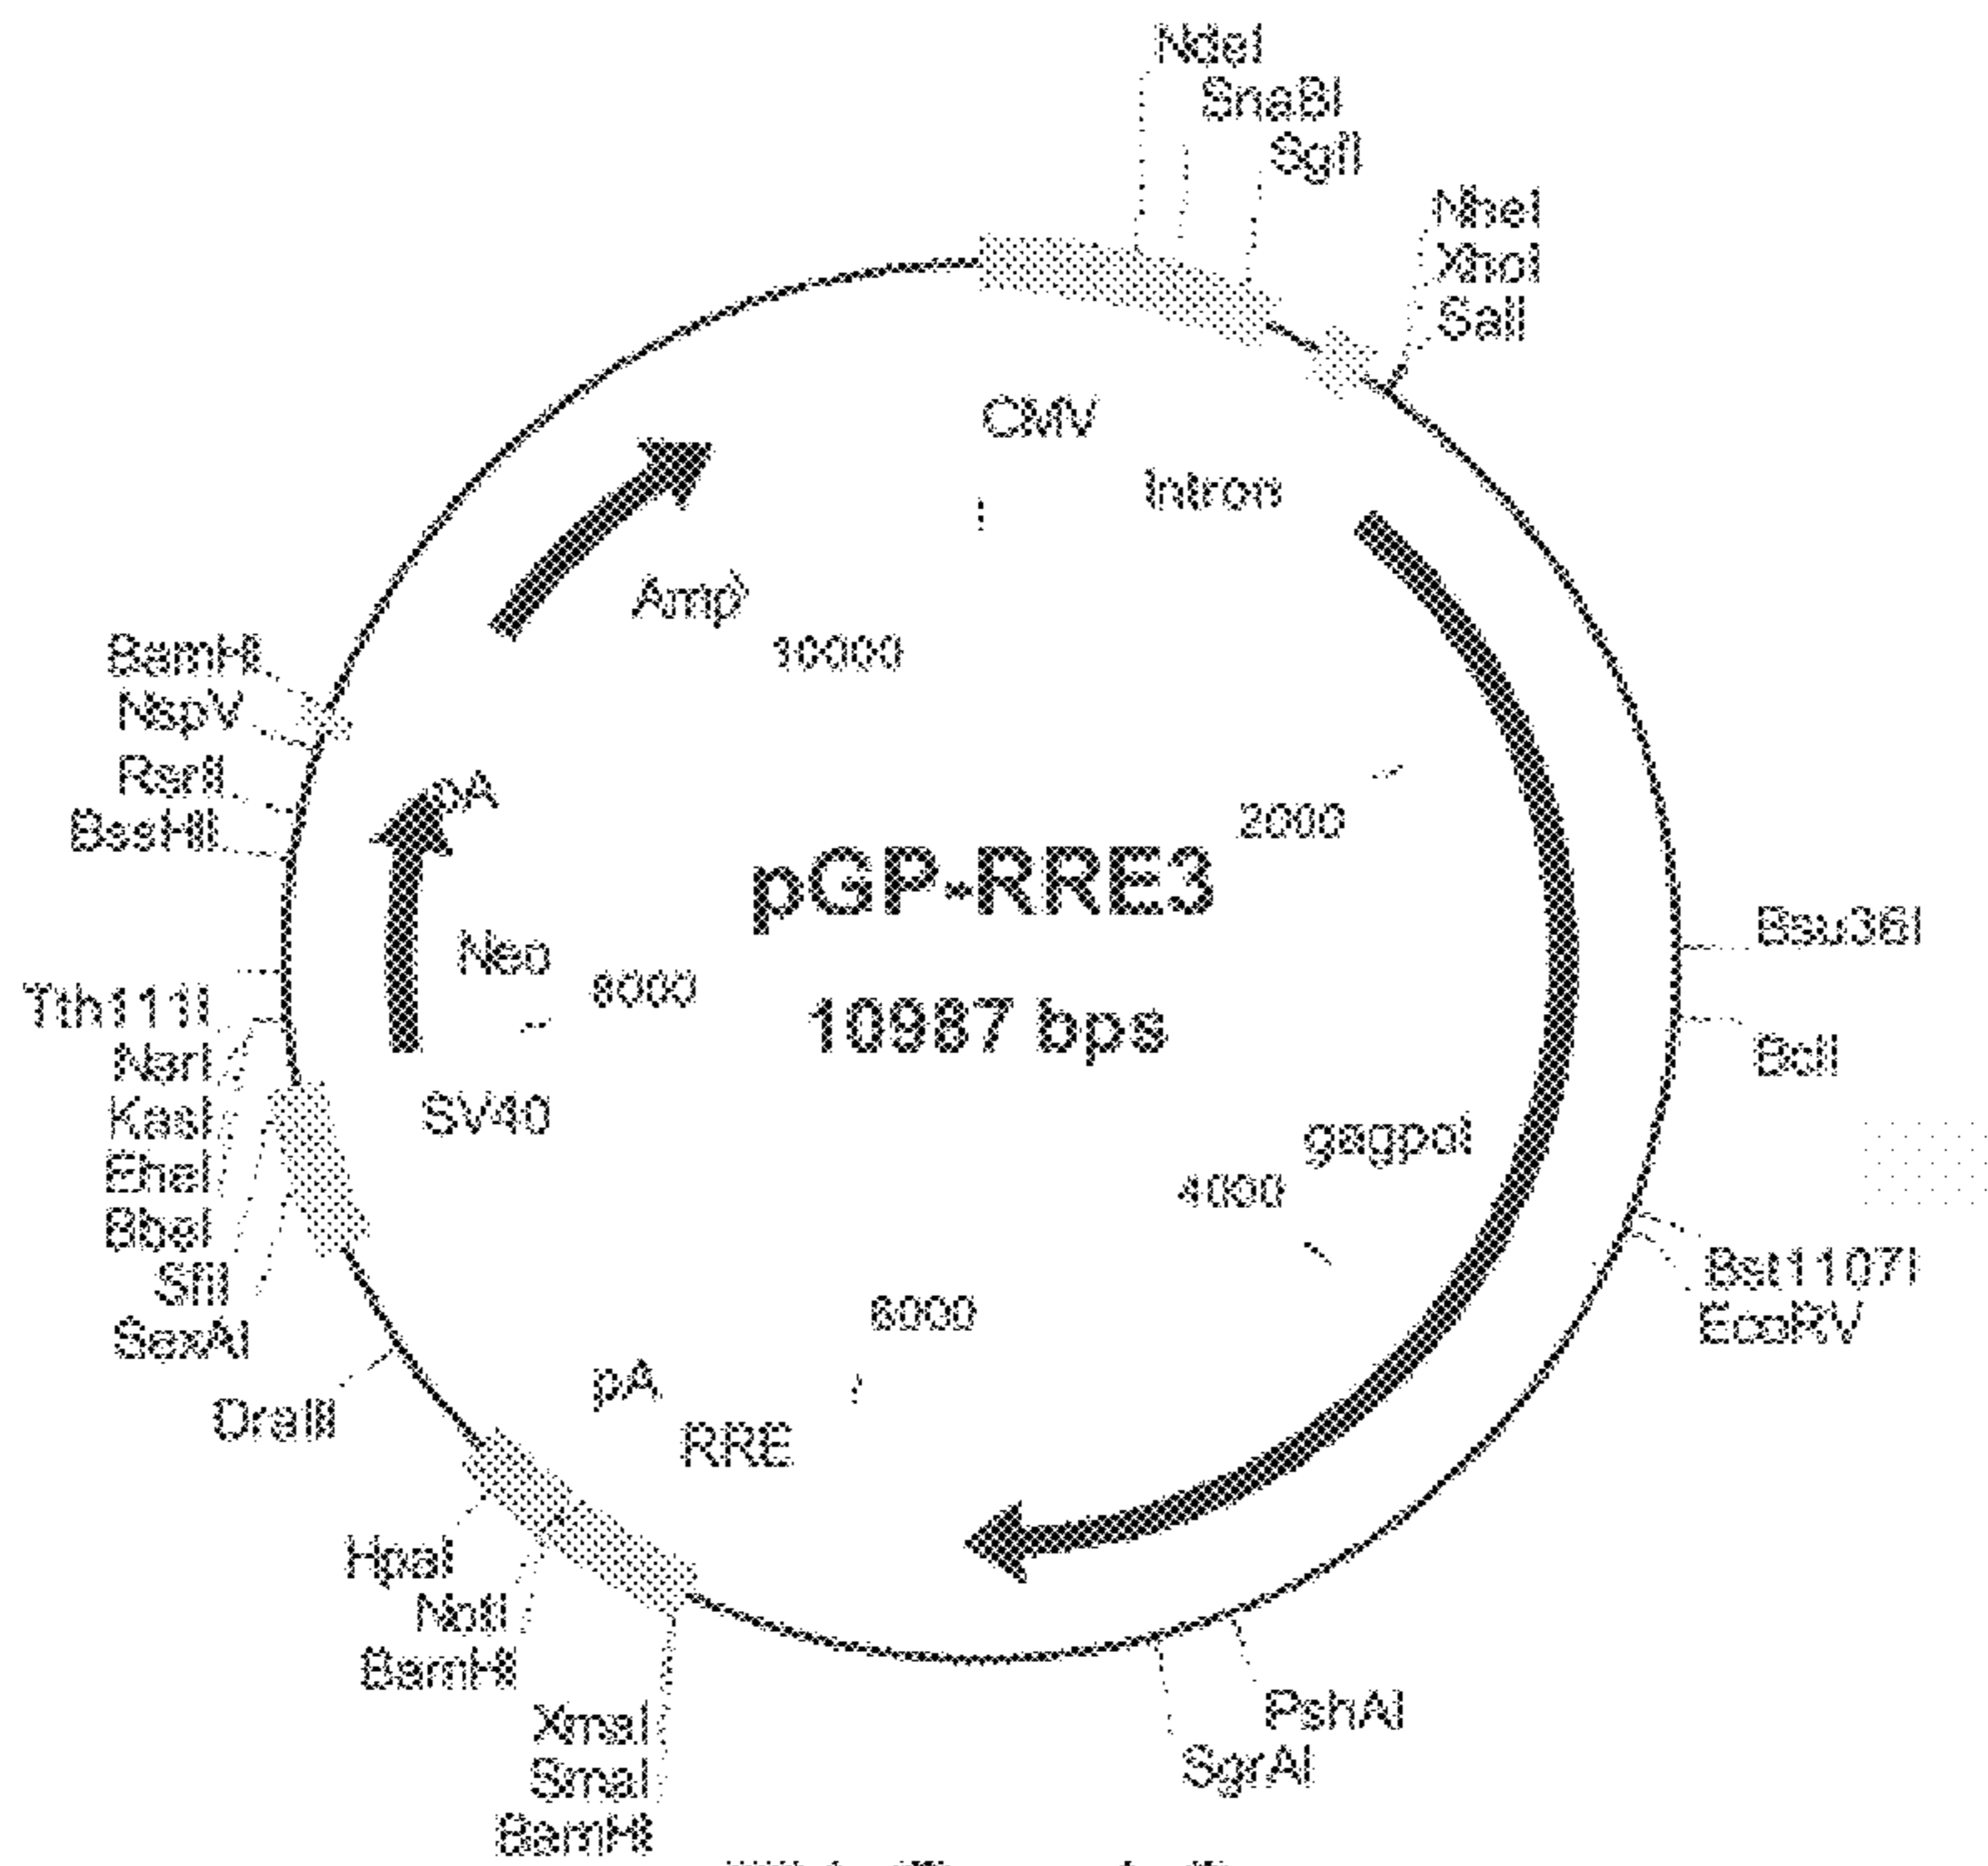 NdeI
SnaBI
SgfI
NheI
XhoI
SalI
CMV
Intron
Amp
10000
BamHI
NspV
RsrII
BssHII
pA
2000
pGP-RRE3
10987 bps
Neo
8000
SV40
Bsu36I
BclI
Tth111I
NarI
KasI
EheI
BbeI
SfiI
SexAI
DraIII
gagpol
4000
Bst1107I
EcoRV
6000
pA
RRE
HpaI
NotI
BamHI
XmaI
SmaI
BamHI
PshAI
SgrAI